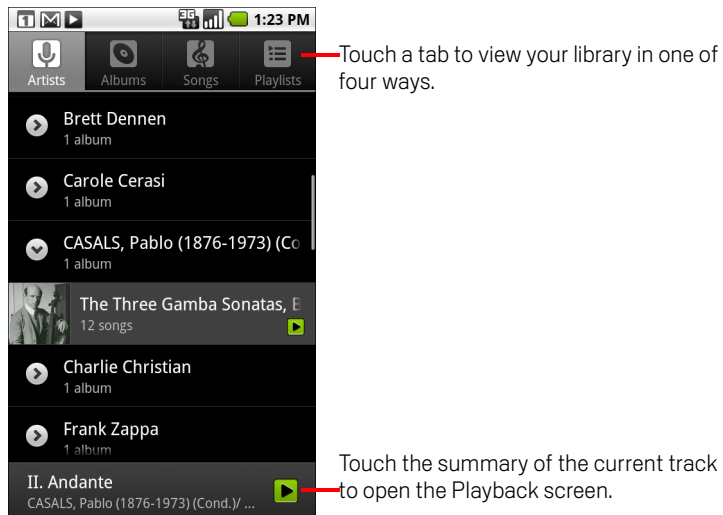 1 3G 1:23 PM
Artists Albums Songs Playlists
Touch a tab to view your library in one of
four ways.
Brett Dennen
1 album
Carole Cerasi
1 album
CASALS, Pablo (1876-1973) (Co
1 album
The Three Gamba Sonatas, B
12 songs
Charlie Christian
1 album
Frank Zappa
1 album
II. Andante
CASALS, Pablo (1876-1973) (Cond.)/ ...
Touch the summary of the current track
to open the Playback screen.